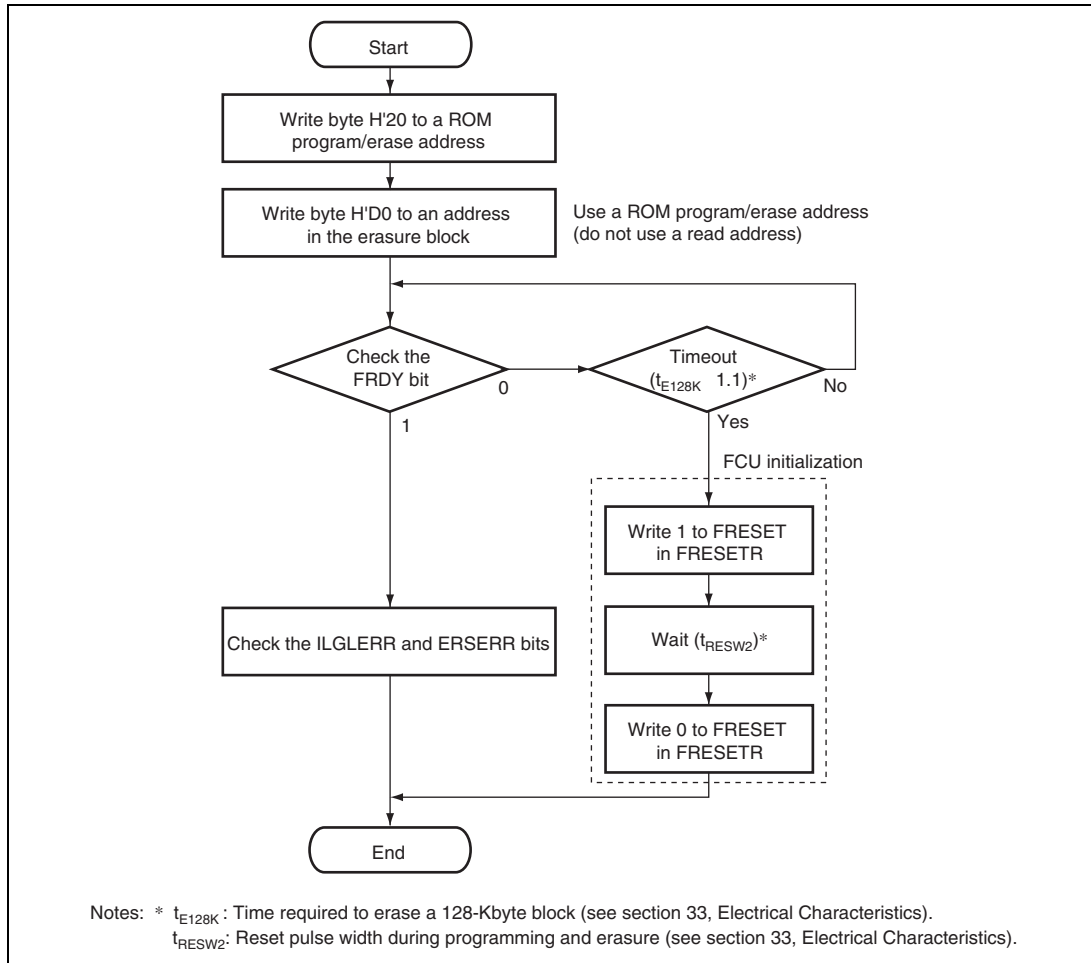 Start
Write byte H'20 to a ROM
program/erase address
Write byte H'D0 to an address
in the erasure block
Use a ROM program/erase address
(do not use a read address)
Check the
FRDY bit
0
1
Timeout
(tE128K 1.1)*
No
Yes
FCU initialization
Write 1 to FRESET
in FRESETR
Wait (tRESW2)*
Write 0 to FRESET
in FRESETR
Check the ILGLERR and ERSERR bits
End
Notes: * tE128K : Time required to erase a 128-Kbyte block (see section 33, Electrical Characteristics).
tRESW2: Reset pulse width during programming and erasure (see section 33, Electrical Characteristics).